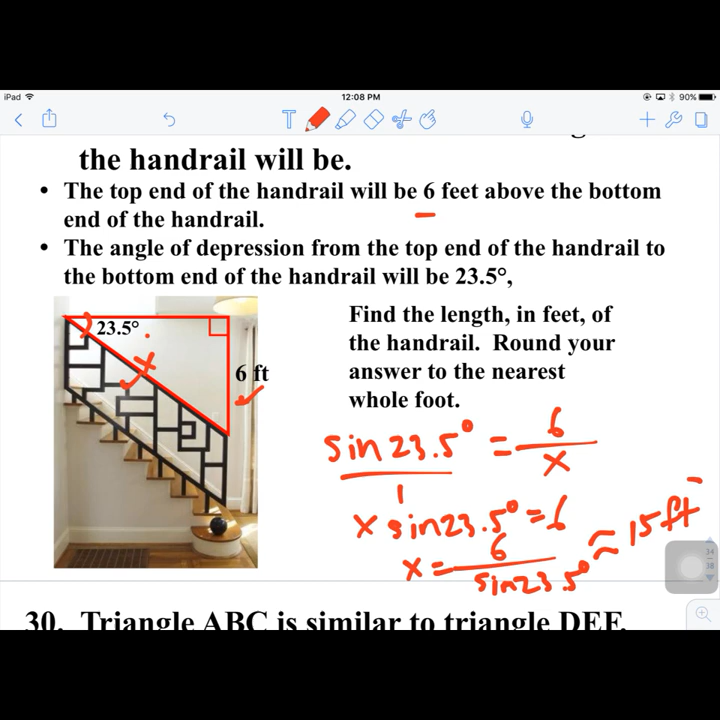 iPad
12:08 PM
90%
T
the handrail will be.
• The top end of the handrail will be 6 feet above the bottom
end of the handrail.
• The angle of depression from the top end of the handrail to
the bottom end of the handrail will be 23.5°,
23.5°
x
6 ft
Find the length, in feet, of
the handrail. Round your
answer to the nearest
whole foot.
sin 23.5° / 1 = 6 / x
x sin 23.5° = 6
x = 6 / sin 23.5° ≈ 15 ft
34
38
30. Triangle ABC is similar to triangle DEF.